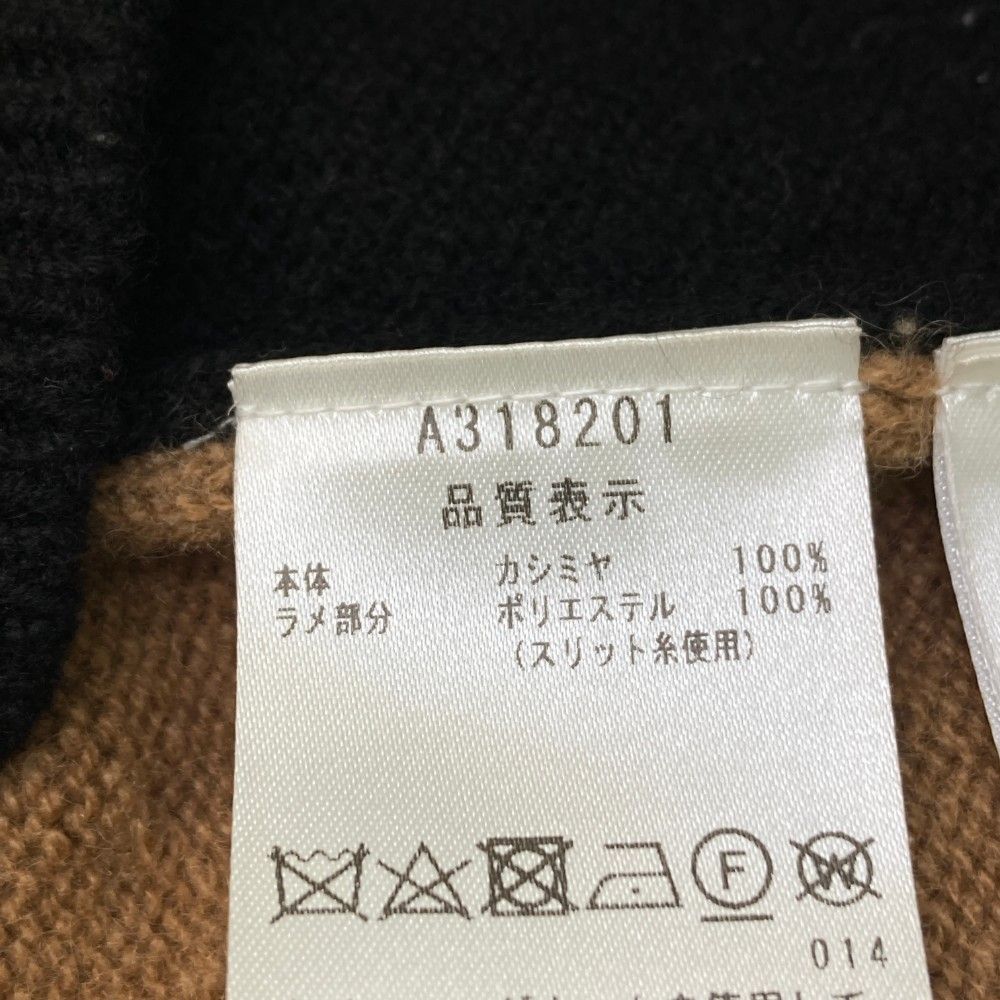 A318201
品質表示
本体 カシミヤ 100%
ラメ部分 ポリエステル 100%
(スリット糸使用)
F W
014